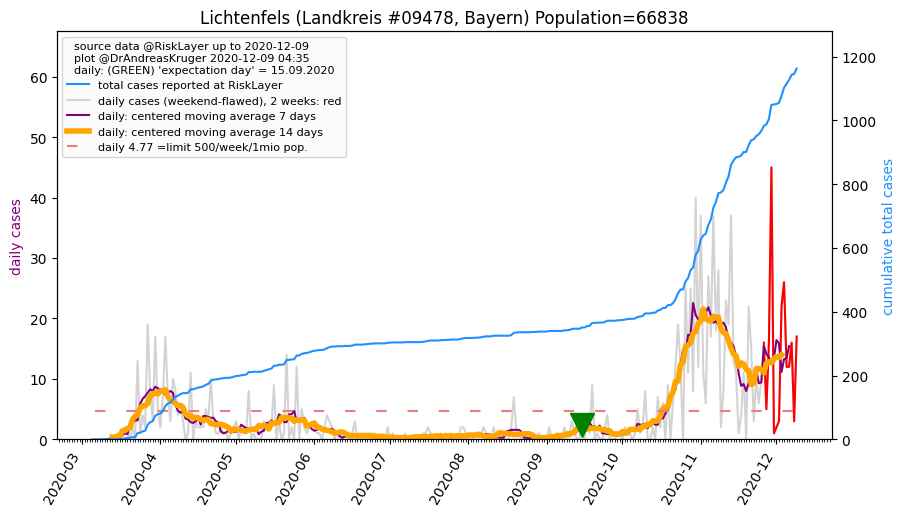 Lichtenfels (Landkreis #09478, Bayern) Population=66838
source data @RiskLayer up to 2020-12-09
plot @DrAndreasKruger 2020-12-09 04:35
daily: (GREEN) 'expectation day' = 15.09.2020
total cases reported at RiskLayer
daily cases (weekend-flawed), 2 weeks: red
daily: centered moving average 7 days
daily: centered moving average 14 days
daily 4.77 =limit 500/week/1mio pop.
daily cases
0
10
20
30
40
50
60
cumulative total cases
0
200
400
600
800
1000
1200
2020-03
2020-04
2020-05
2020-06
2020-07
2020-08
2020-09
2020-10
2020-11
2020-12